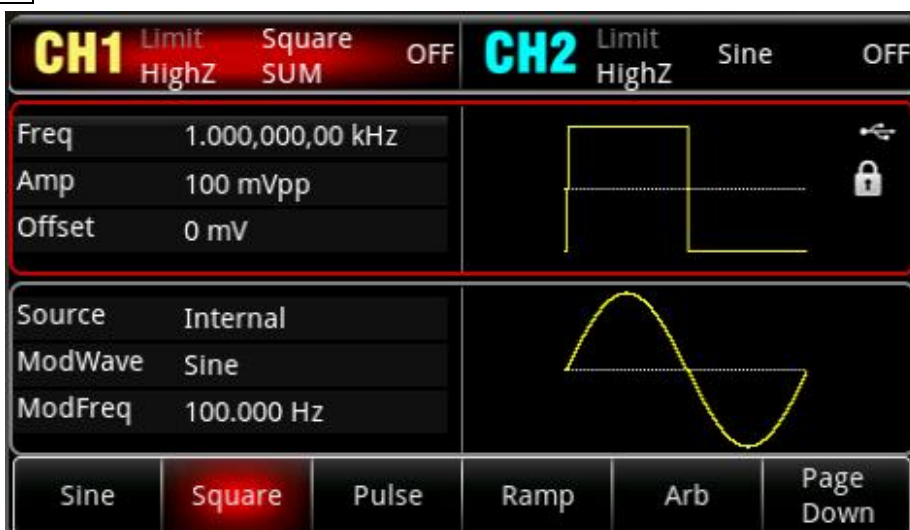 CH1 Limit Square OFF CH2 Limit Sine OFF
HighZ SUM HighZ
Freq 1.000,000,00 kHz
Amp 100 mVpp
Offset 0 mV
Source Internal
ModWave Sine
ModFreq 100.000 Hz
Sine Square Pulse Ramp Arb Page Down